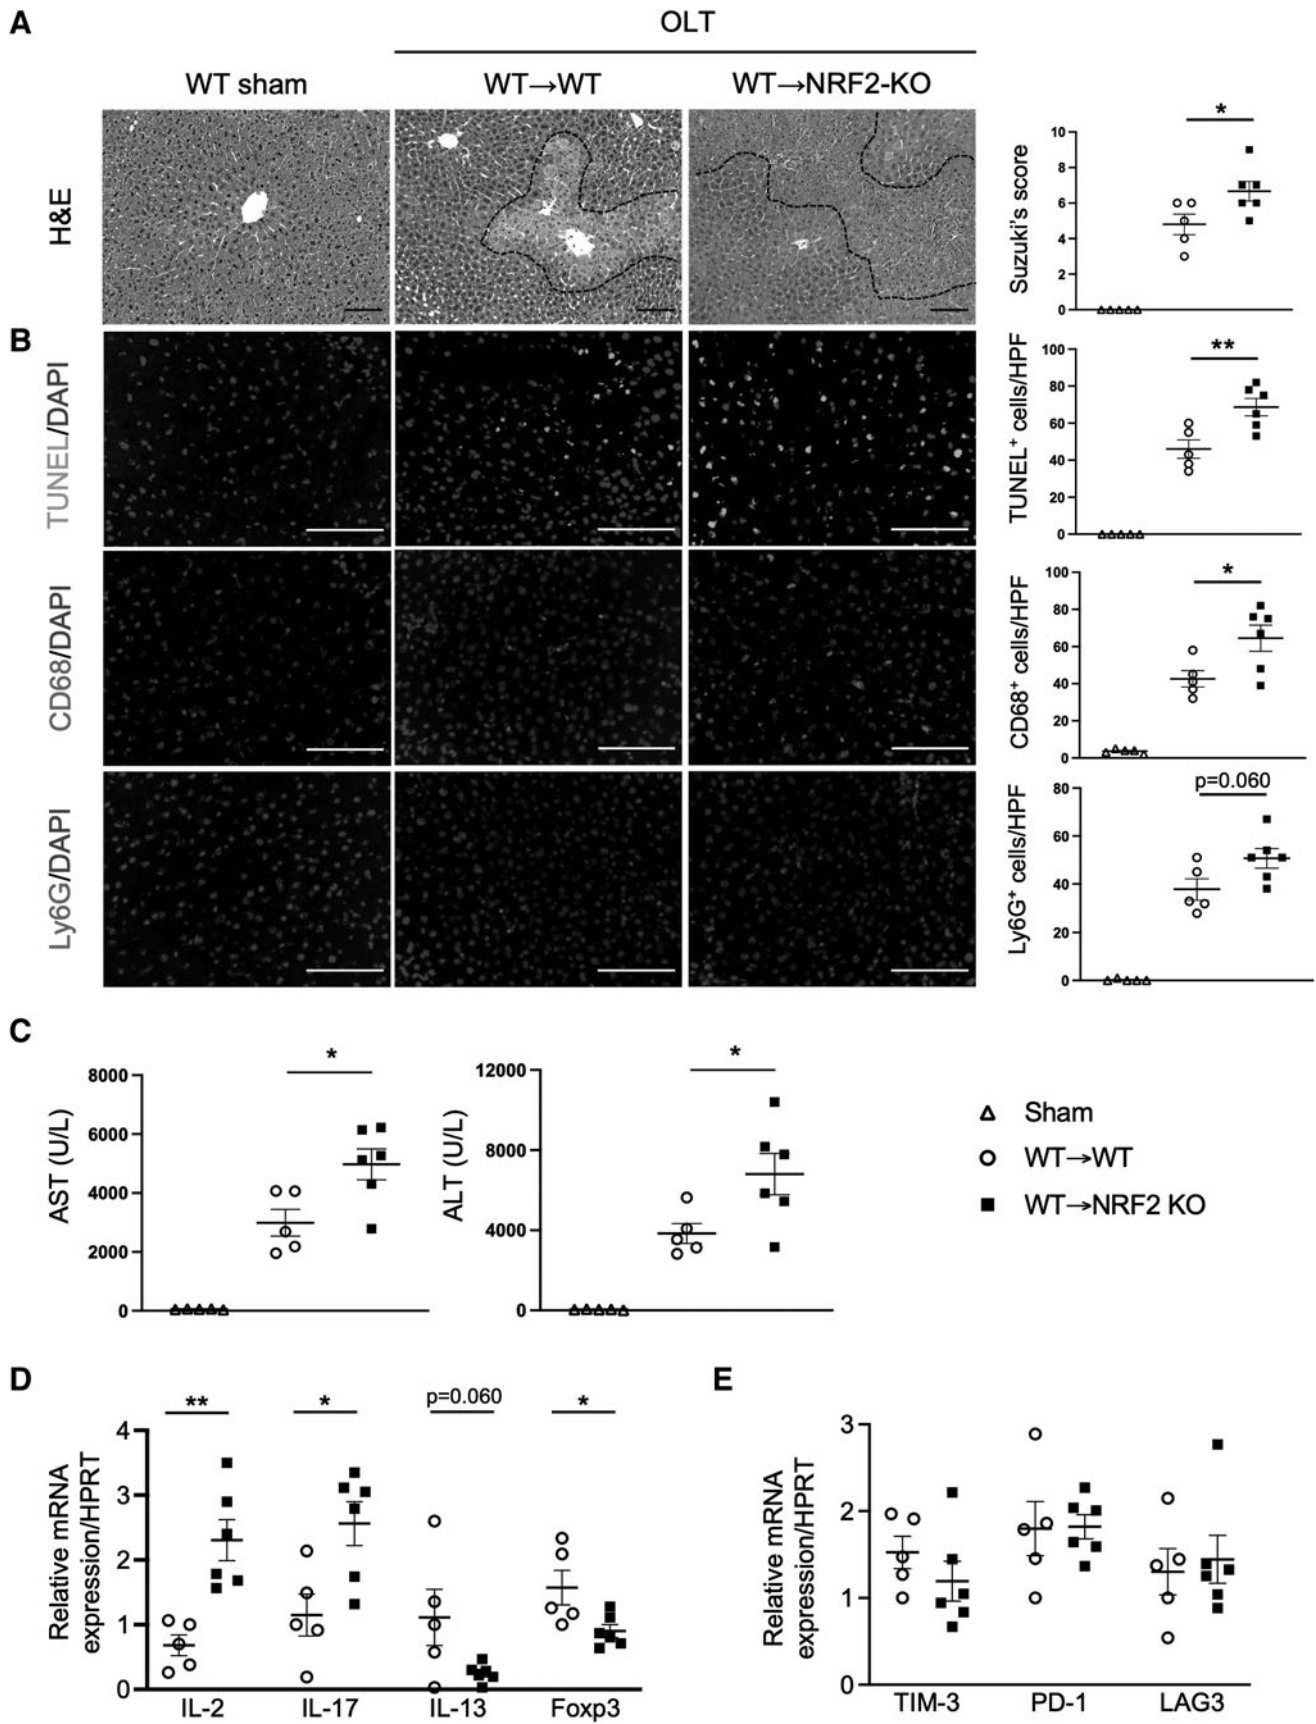 A
OLT
WT sham
WT→WT
WT→NRF2-KO
H&E
*
Suzuki's score
10
8
6
4
2
0
B
TUNEL/DAPI
**
TUNEL+ cells/HPF
100
80
60
40
20
0
CD68/DAPI
*
CD68+ cells/HPF
100
80
60
40
20
0
Ly6G/DAPI
p=0.060
Ly6G+ cells/HPF
80
60
40
20
0
C
*
AST (U/L)
8000
6000
4000
2000
0
*
ALT (U/L)
12000
8000
4000
0
Sham
WT→WT
WT→NRF2 KO
D
**
*
p=0.060
*
Relative mRNA
expression/HPRT
4
3
2
1
0
IL-2
IL-17
IL-13
Foxp3
E
Relative mRNA
expression/HPRT
3
2
1
0
TIM-3
PD-1
LAG3